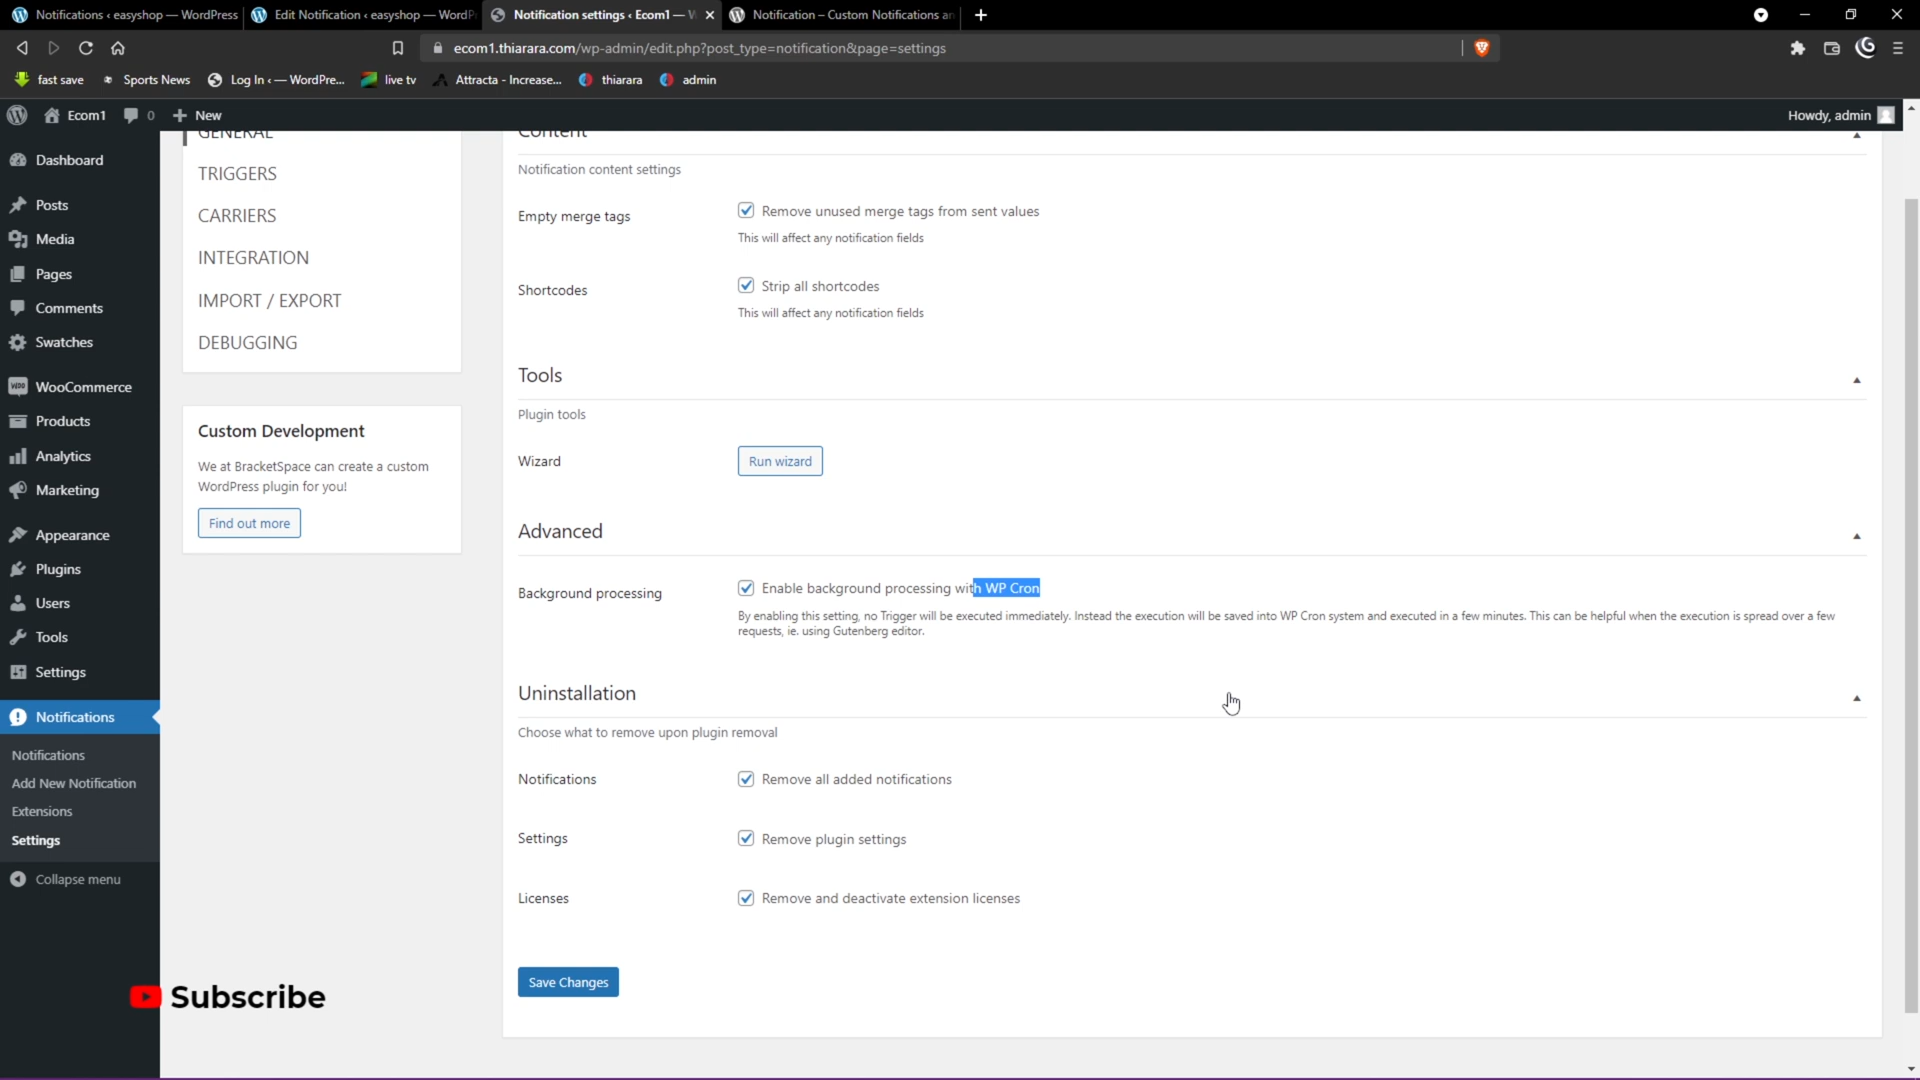 Notifications ‹ easyshop — WordPress
Edit Notification ‹ easyshop — WordP
Notification settings ‹ Ecom1 — W
Notification – Custom Notifications an
ecom1.thiarara.com/wp-admin/edit.php?post_type=notification&page=settings
fast save
Sports News
Log In ‹ — WordPre...
live tv
Attracta - Increase...
thiarara
admin
Ecom1
0
New
Howdy, admin
Dashboard
Posts
Media
Pages
Comments
Swatches
WooCommerce
Products
Analytics
Marketing
Appearance
Plugins
Users
Tools
Settings
Notifications
Notifications
Add New Notification
Extensions
Settings
Collapse menu
GENERAL
TRIGGERS
CARRIERS
INTEGRATION
IMPORT / EXPORT
DEBUGGING
Custom Development
We at BracketSpace can create a custom
WordPress plugin for you!
Find out more
Content
Notification content settings
Empty merge tags
Remove unused merge tags from sent values
This will affect any notification fields
Shortcodes
Strip all shortcodes
This will affect any notification fields
Tools
Plugin tools
Wizard
Run wizard
Advanced
Background processing
Enable background processing with WP Cron
By enabling this setting, no Trigger will be executed immediately. Instead the execution will be saved into WP Cron system and executed in a few minutes. This can be helpful when the execution is spread over a few
requests, ie. using Gutenberg editor.
Uninstallation
Choose what to remove upon plugin removal
Notifications
Remove all added notifications
Settings
Remove plugin settings
Licenses
Remove and deactivate extension licenses
Save Changes
Subscribe